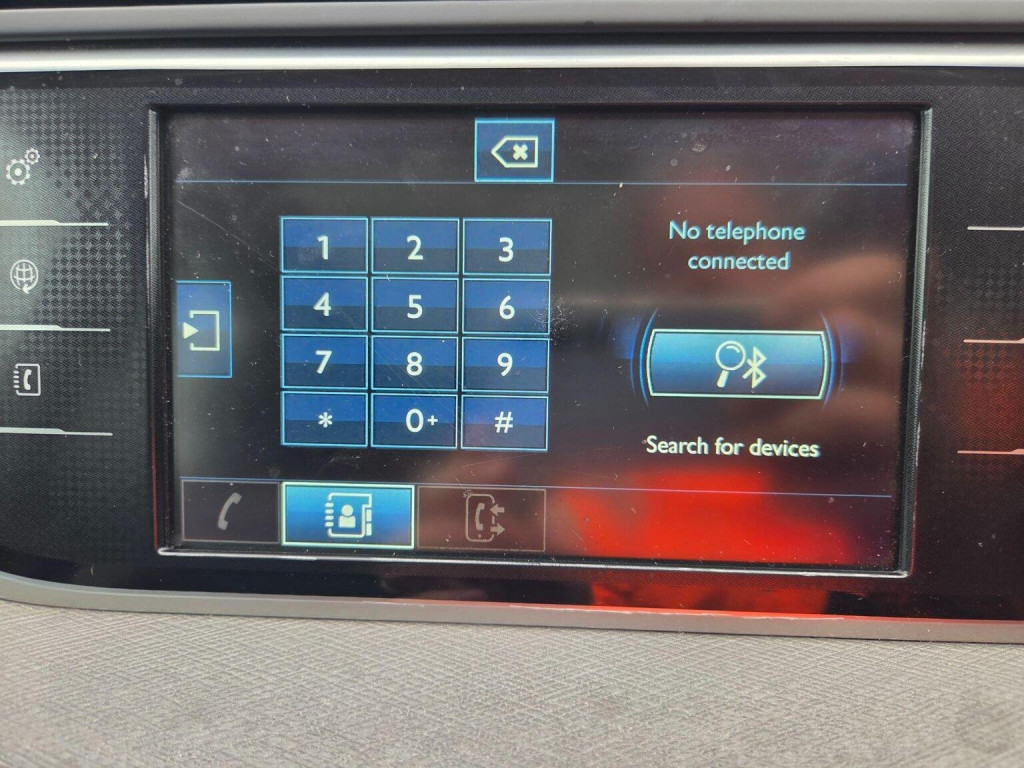 1 2 3
4 5 6
7 8 9
* 0+ #
No telephone
connected
Search for devices